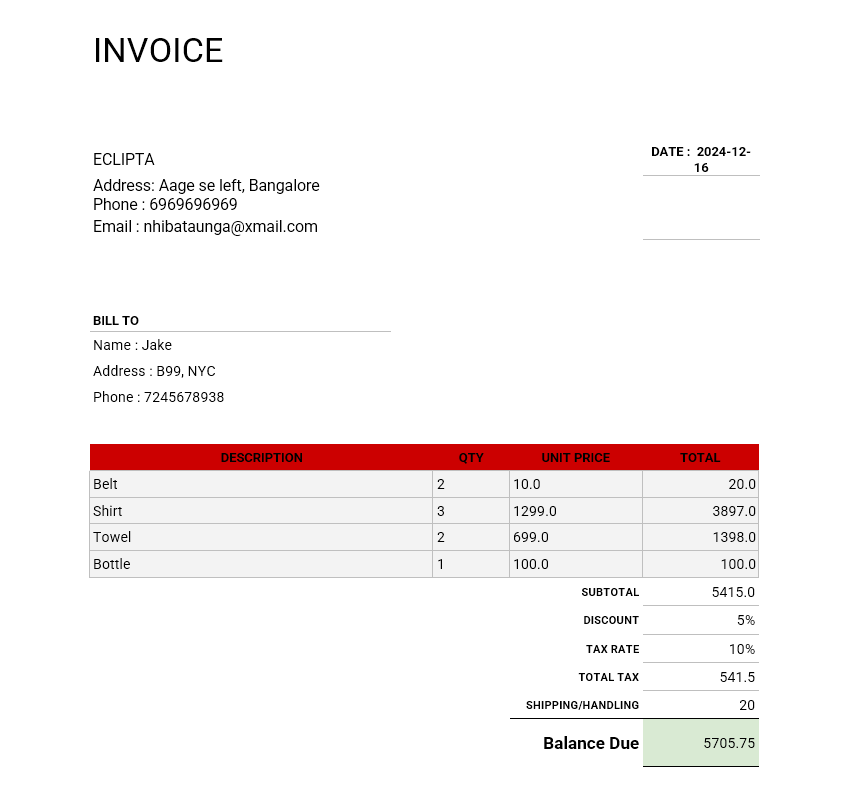 INVOICE
ECLIPTA
DATE : 2024-12-
16
Address: Aage se left, Bangalore
Phone : 6969696969
Email : nhibataunga@xmail.com
BILL TO
Name : Jake
Address : B99, NYC
Phone : 7245678938
DESCRIPTION QTY UNIT PRICE TOTAL
Belt 2 10.0 20.0
Shirt 3 1299.0 3897.0
Towel 2 699.0 1398.0
Bottle 1 100.0 100.0
SUBTOTAL 5415.0
DISCOUNT 5%
TAX RATE 10%
TOTAL TAX 541.5
SHIPPING/HANDLING 20
Balance Due 5705.75